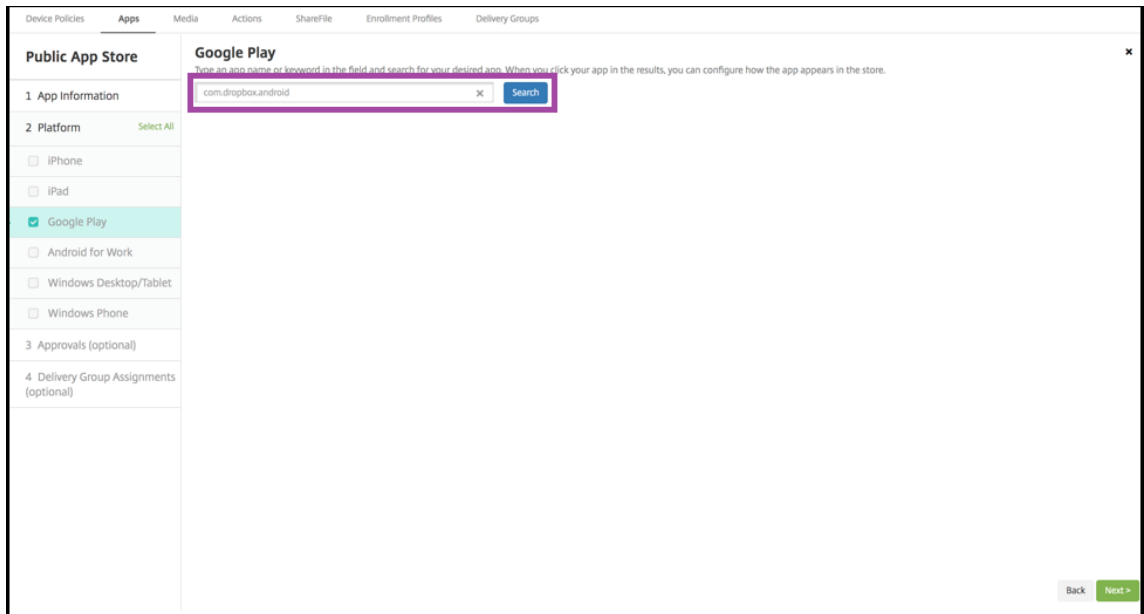 Device Policies Apps Media Actions ShareFile Enrollment Profiles Delivery Groups
Public App Store
1 App Information
2 Platform Select All
iPhone
iPad
Google Play
Android for Work
Windows Desktop/Tablet
Windows Phone
3 Approvals (optional)
4 Delivery Group Assignments
(optional)
Google Play
Type an app name or keyword in the field and search for your desired app. When you click your app in the results, you can configure how the app appears in the store.
com.dropbox.android Search
Back Next >